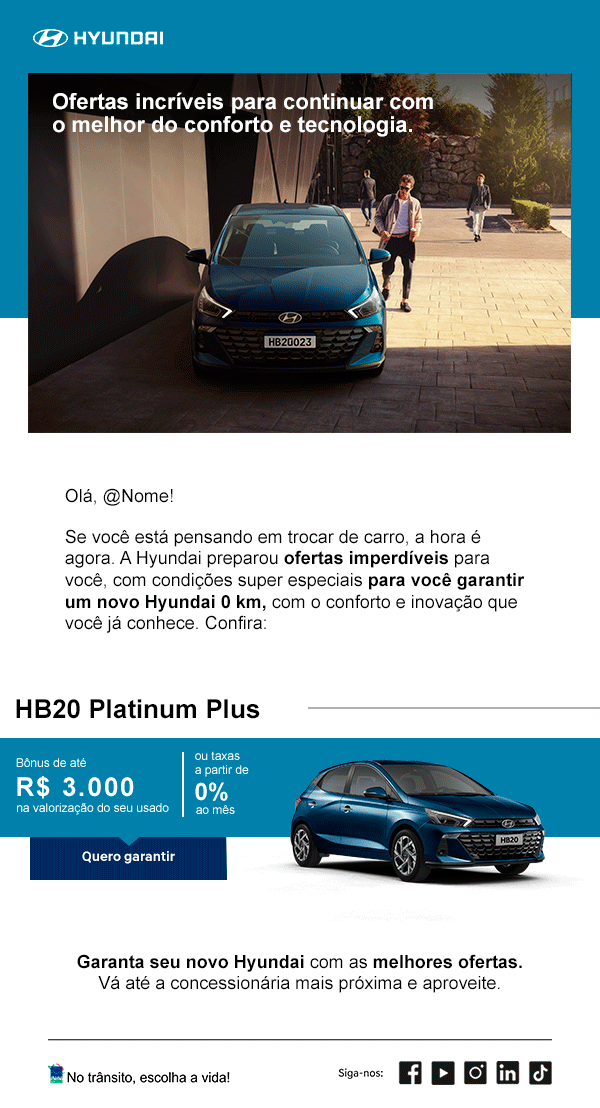 HYUNDAI
Ofertas incríveis para continuar com
o melhor do conforto e tecnologia.
HB20023
Olá, @Nome!
Se você está pensando em trocar de carro, a hora é
agora. A Hyundai preparou ofertas imperdíveis para
você, com condições super especiais para você garantir
um novo Hyundai 0 km, com o conforto e inovação que
você já conhece. Confira:
HB20 Platinum Plus
Bônus de até
R$ 3.000
na valorização do seu usado
ou taxas
a partir de
0%
ao mês
HB20
Quero garantir
Garanta seu novo Hyundai com as melhores ofertas.
Vá até a concessionária mais próxima e aproveite.
No trânsito, escolha a vida!
Siga-nos: